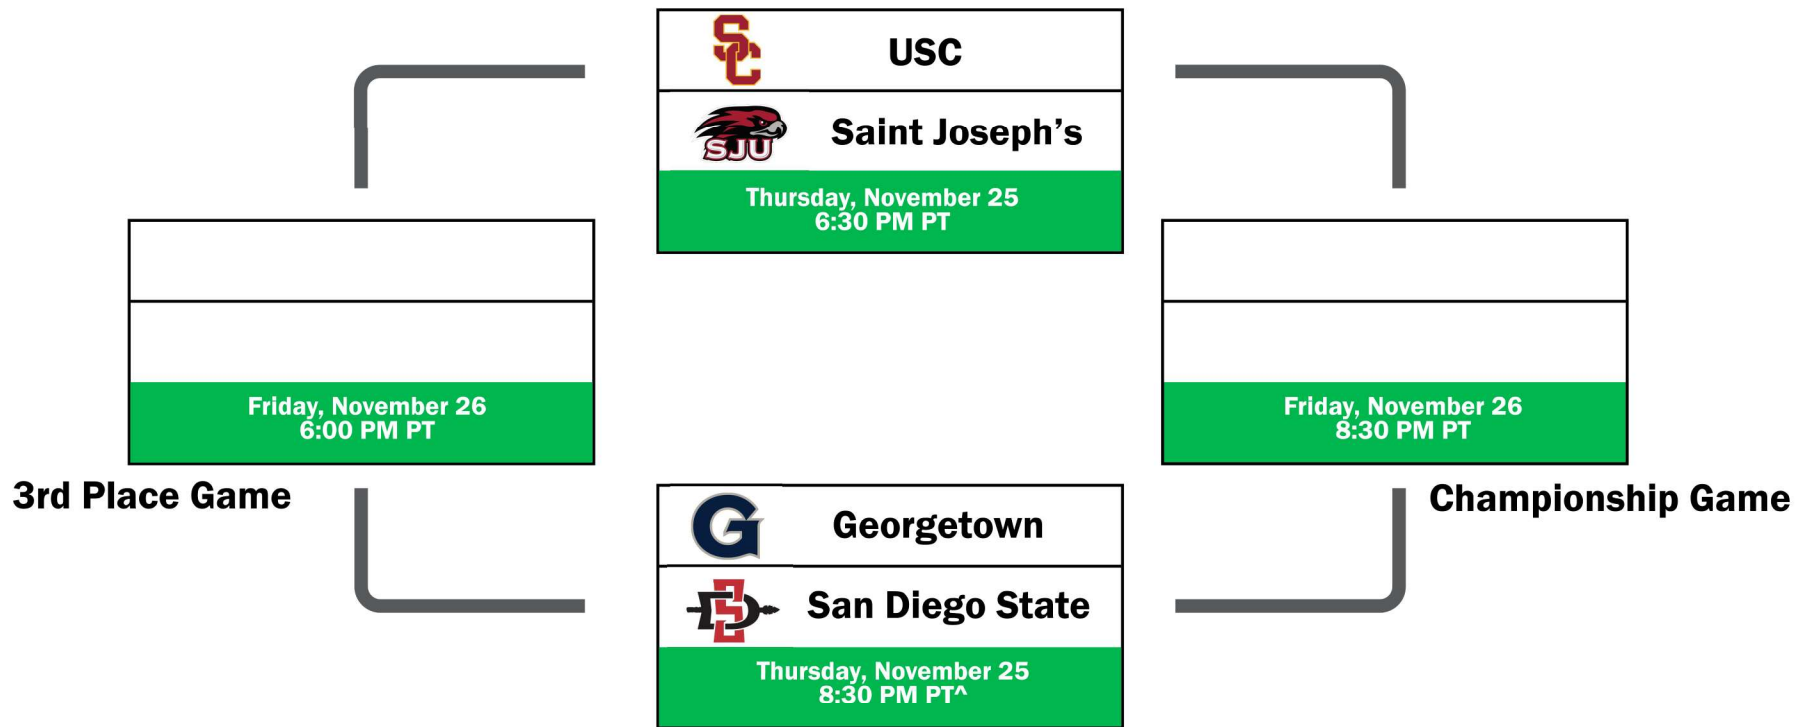 USC
SJU
Saint Joseph’s
Thursday, November 25
6:30 PM PT
Friday, November 26
6:00 PM PT
3rd Place Game
Friday, November 26
8:30 PM PT
Championship Game
G
Georgetown
San Diego State
Thursday, November 25
8:30 PM PT^